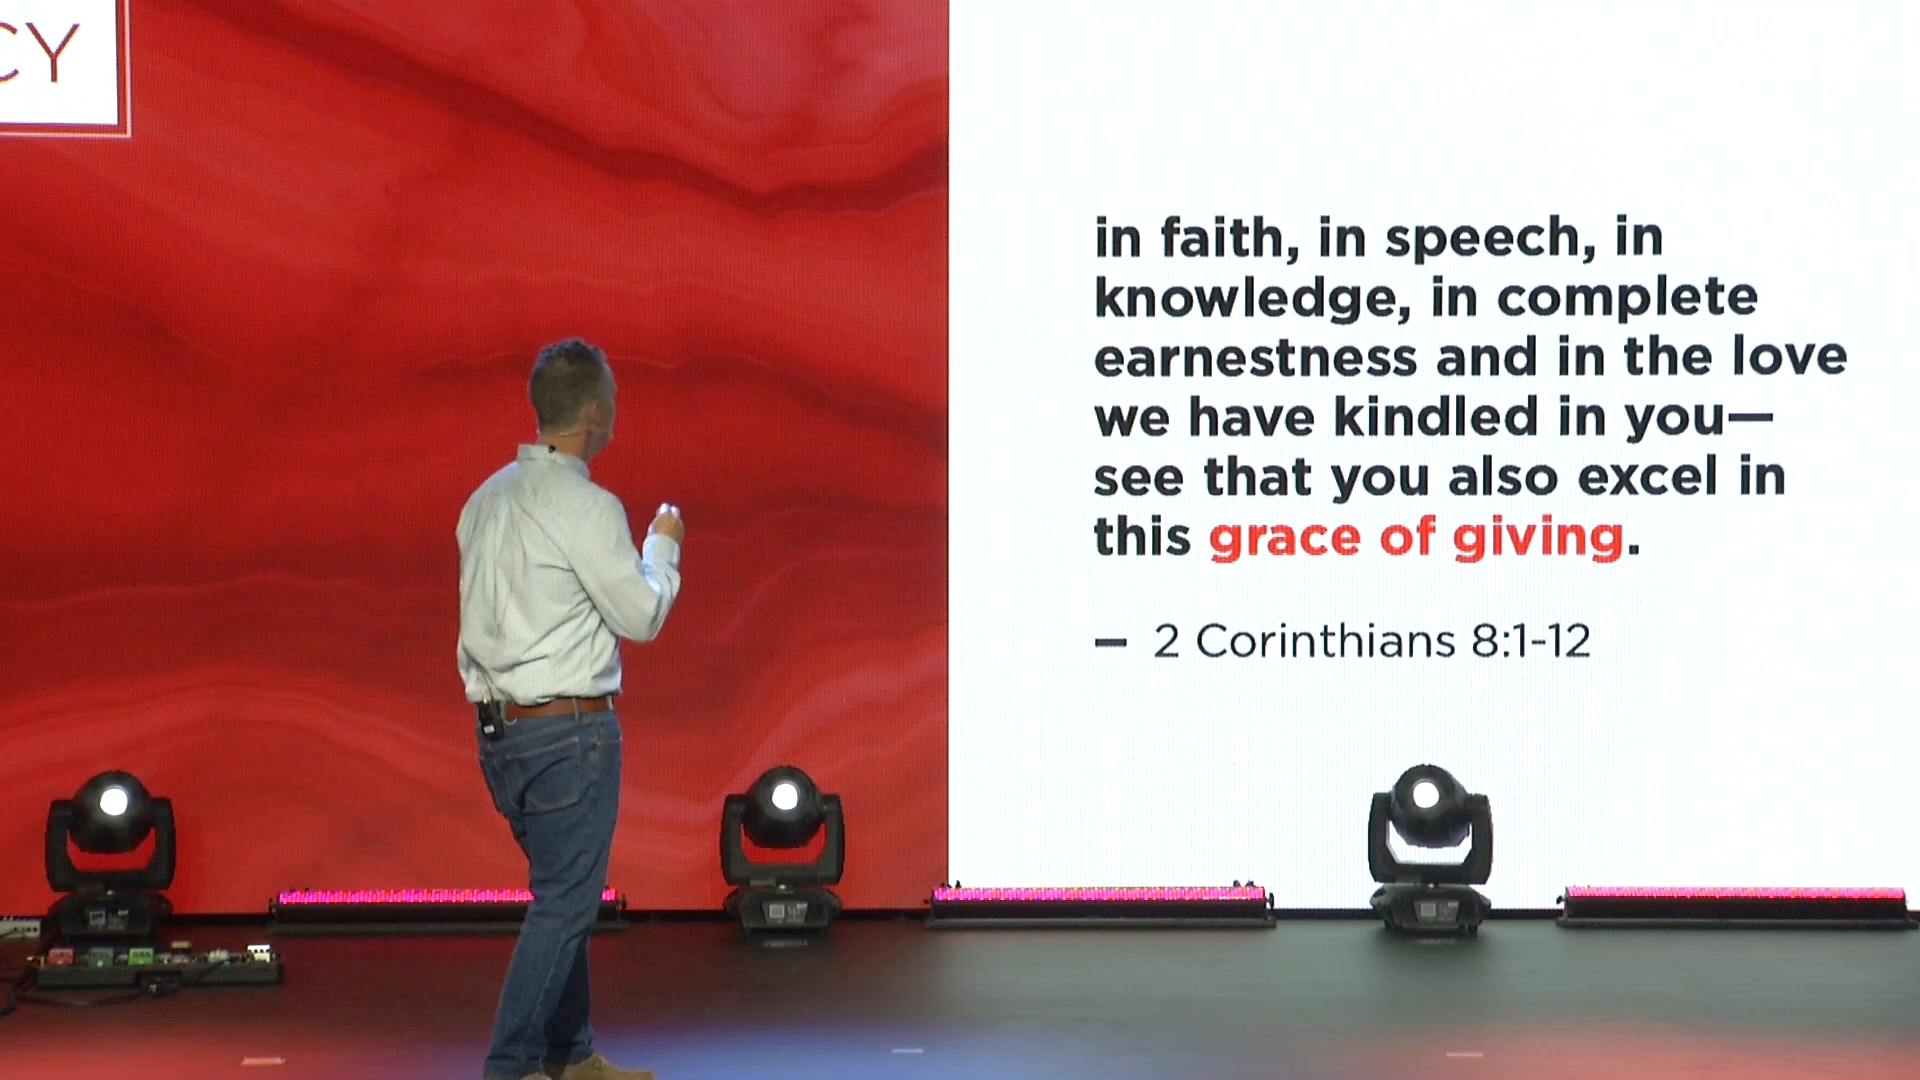 CY
in faith, in speech, in
knowledge, in complete
earnestness and in the love
we have kindled in you—
see that you also excel in
this grace of giving.
— 2 Corinthians 8:1-12